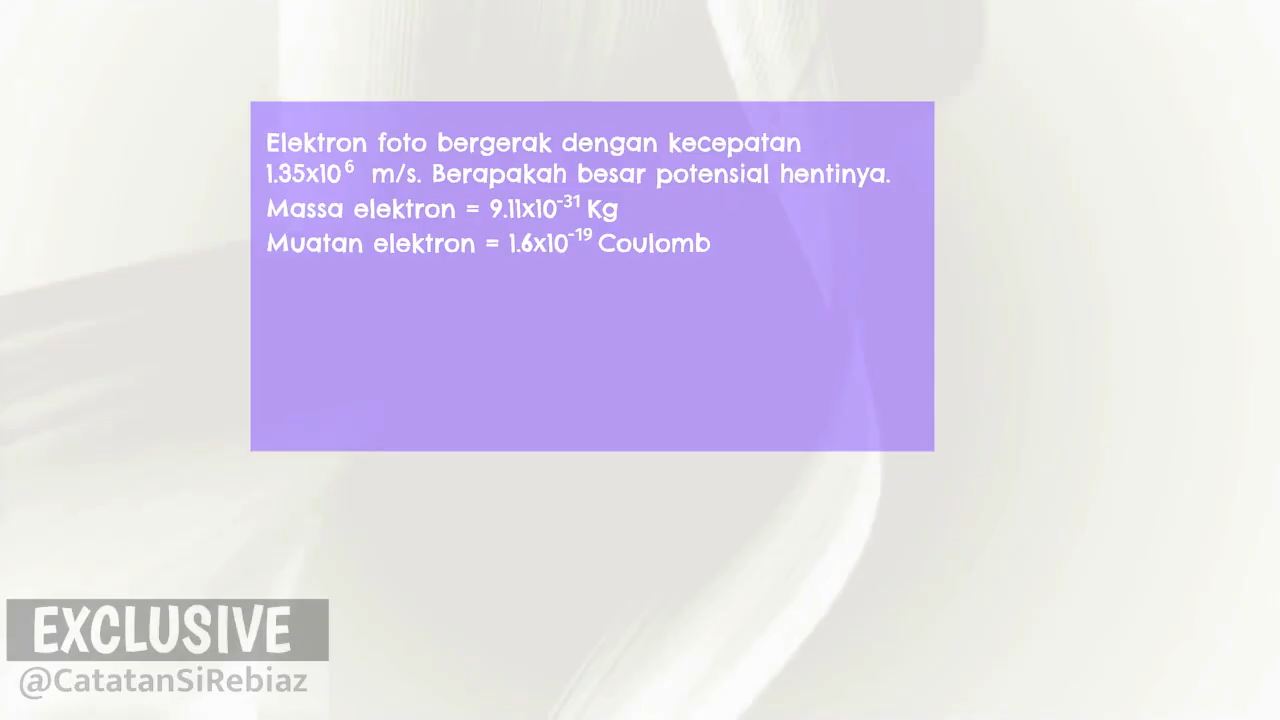 Elektron foto bergerak dengan kecepatan
1.35x10⁶ m/s. Berapakah besar potensial hentinya.
Massa elektron = 9.11x10⁻³¹ Kg
Muatan elektron = 1.6x10⁻¹⁹ Coulomb
EXCLUSIVE
@CatatanSiRebiaz